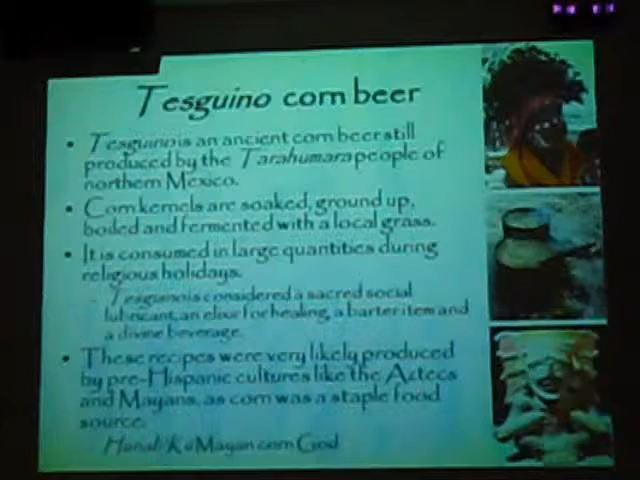 Tesguino corn beer
• Tesguino is an ancient corn beer still
produced by the Tarahumara people of
northern Mexico.
• Corn kernels are soaked, ground up,
boiled and fermented with a local grass.
• It is consumed in large quantities during
religious holidays.
Tesguino is considered a sacred social
lubricant, an elixir for healing, a barter item and
a divine beverage.
• These recipes were very likely produced
by pre-Hispanic cultures like the Aztecs
and Mayans, as corn was a staple food
source.
Mayan corn God